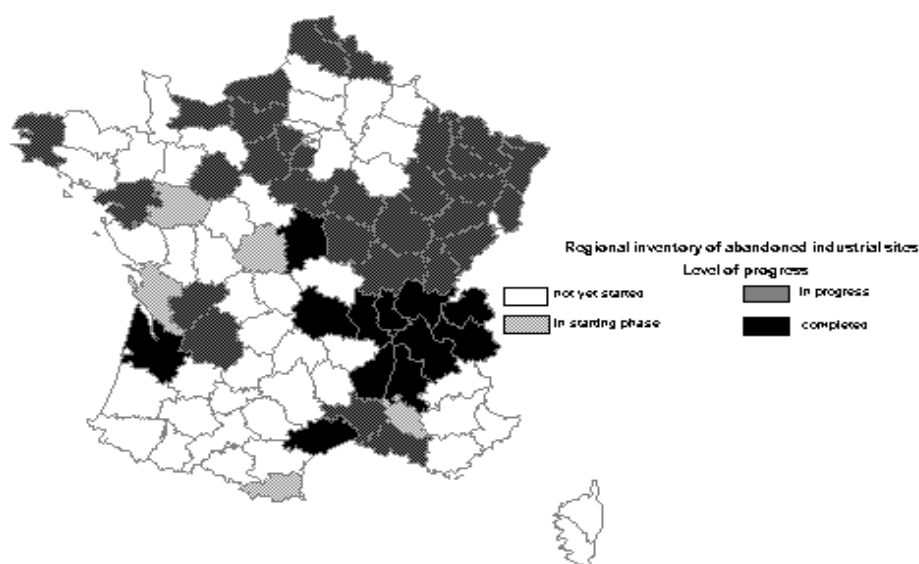 Regional inventory of abandoned industrial sites
Level of progress
not yet started
In progress
In starting phase
completed